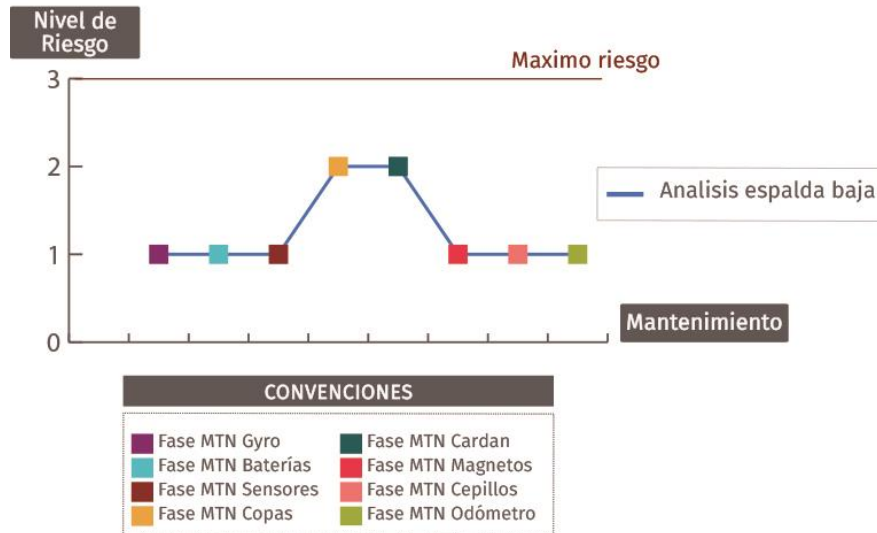 Nivel de
Riesgo
Maximo riesgo
3
2
Analisis espalda baja
1
Mantenimiento
0
CONVENCIONES
Fase MTN Gyro
Fase MTN Baterías
Fase MTN Sensores
Fase MTN Copas
Fase MTN Cardan
Fase MTN Magnetos
Fase MTN Cepillos
Fase MTN Odómetro